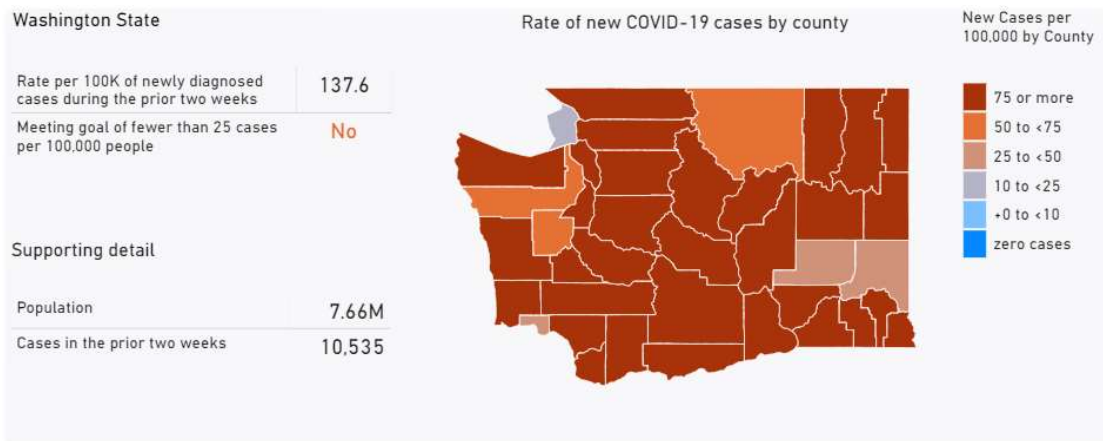 Washington State
Rate per 100K of newly diagnosed
cases during the prior two weeks
137.6
Meeting goal of fewer than 25 cases
per 100,000 people
No
Supporting detail
Population
7.66M
Cases in the prior two weeks
10,535
Rate of new COVID-19 cases by county
New Cases per
100,000 by County
75 or more
50 to <75
25 to <50
10 to <25
+0 to <10
zero cases